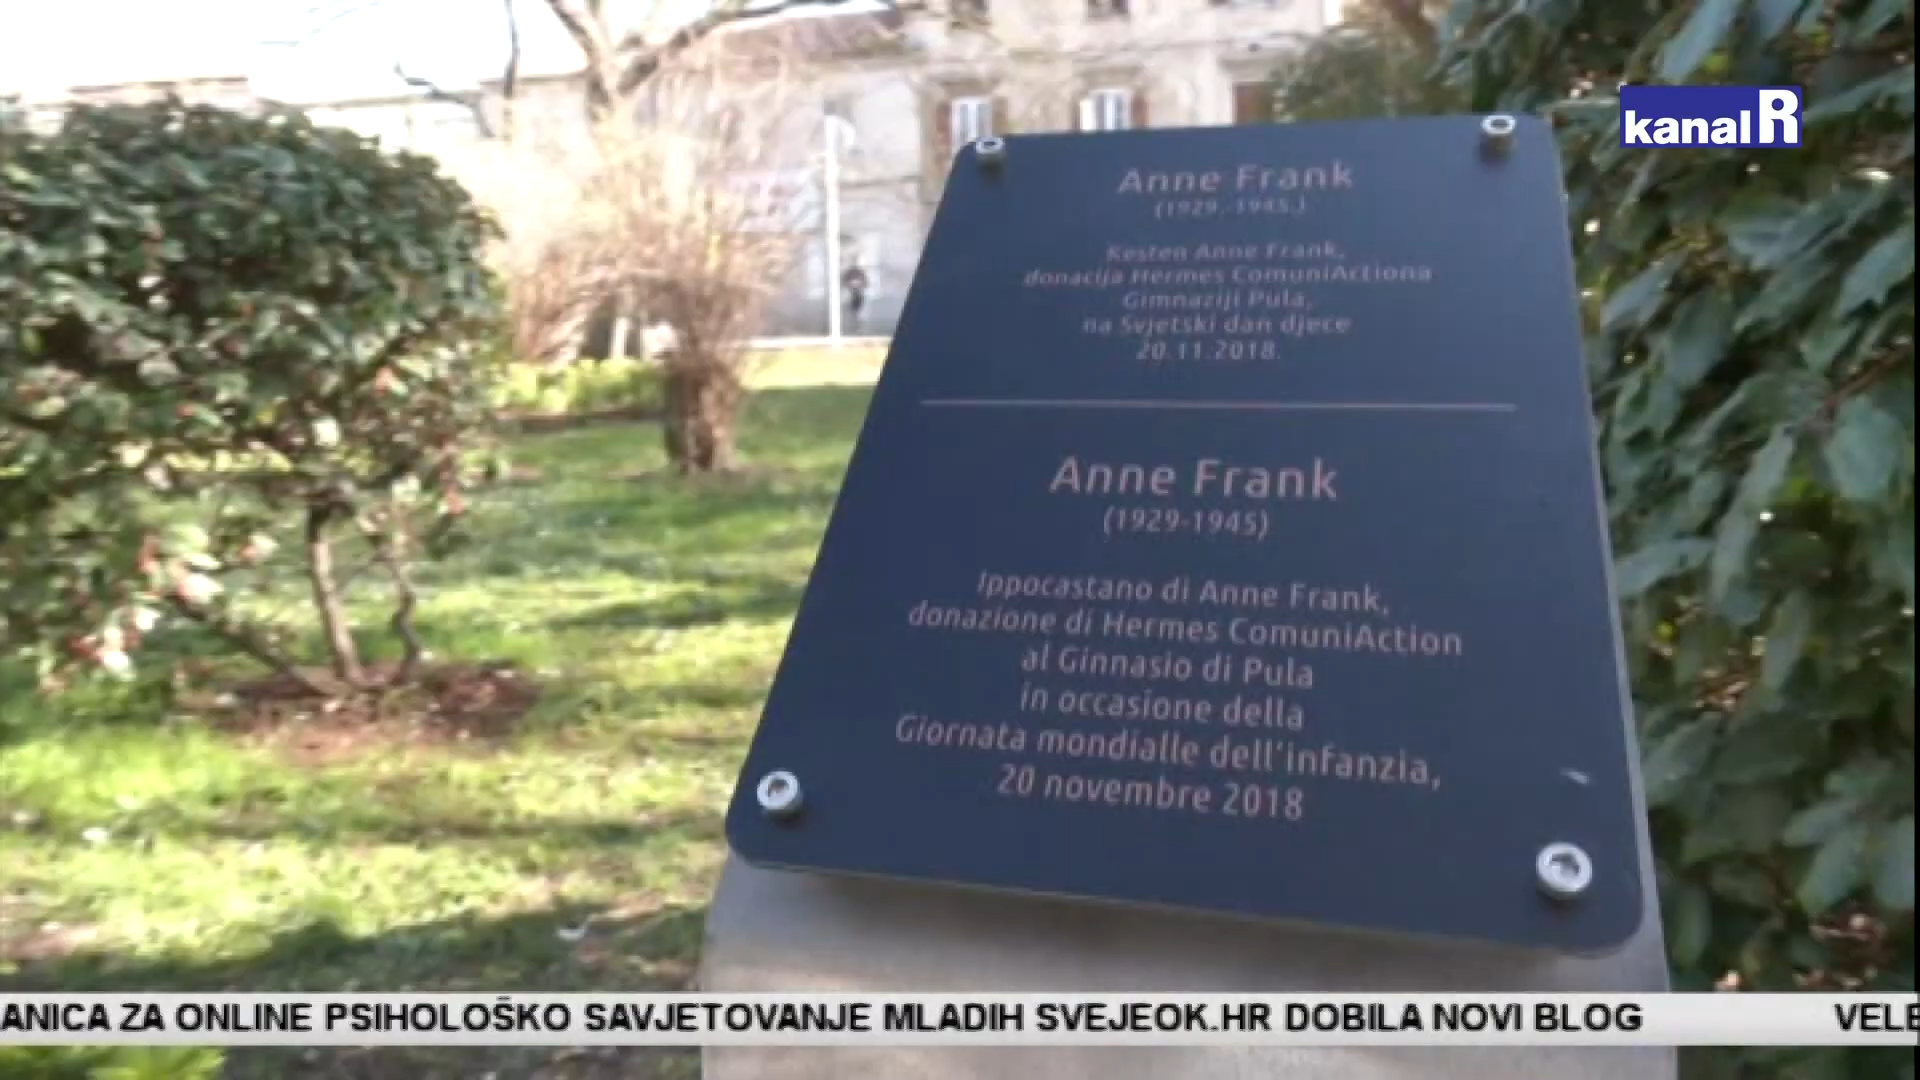 kanal R
Anne Frank
(1929.-1945.)
Kesten Anne Frank,
donacija Hermes ComuniActiona
Gimnaziji Pula,
na Svjetski dan djece
20.11.2018.
Anne Frank
(1929-1945)
Ippocastano di Anne Frank,
donazione di Hermes ComuniAction
al Ginnasio di Pula
in occasione della
Giornata mondialle dell'infanzia,
20 novembre 2018
ANICA ZA ONLINE PSIHOLOŠKO SAVJETOVANJE MLADIH SVEJEOK.HR DOBILA NOVI BLOG VELE